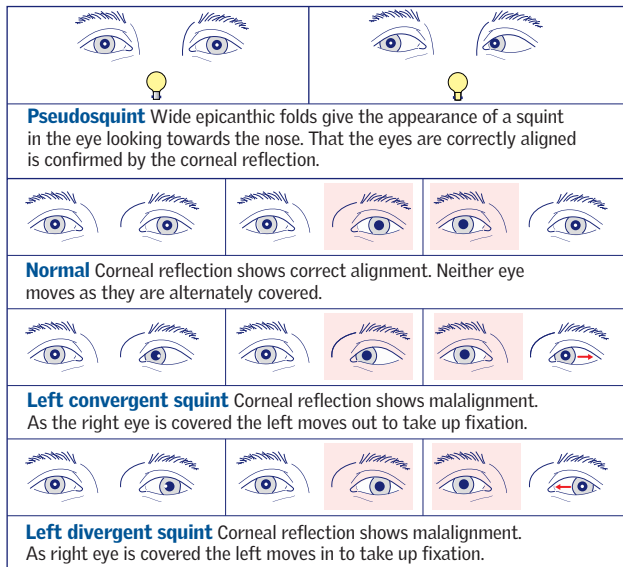 Pseudosquint Wide epicanthic folds give the appearance of a squint
in the eye looking towards the nose. That the eyes are correctly aligned
is confirmed by the corneal reflection.
Normal Corneal reflection shows correct alignment. Neither eye
moves as they are alternately covered.
Left convergent squint Corneal reflection shows malalignment.
As the right eye is covered the left moves out to take up fixation.
Left divergent squint Corneal reflection shows malalignment.
As right eye is covered the left moves in to take up fixation.